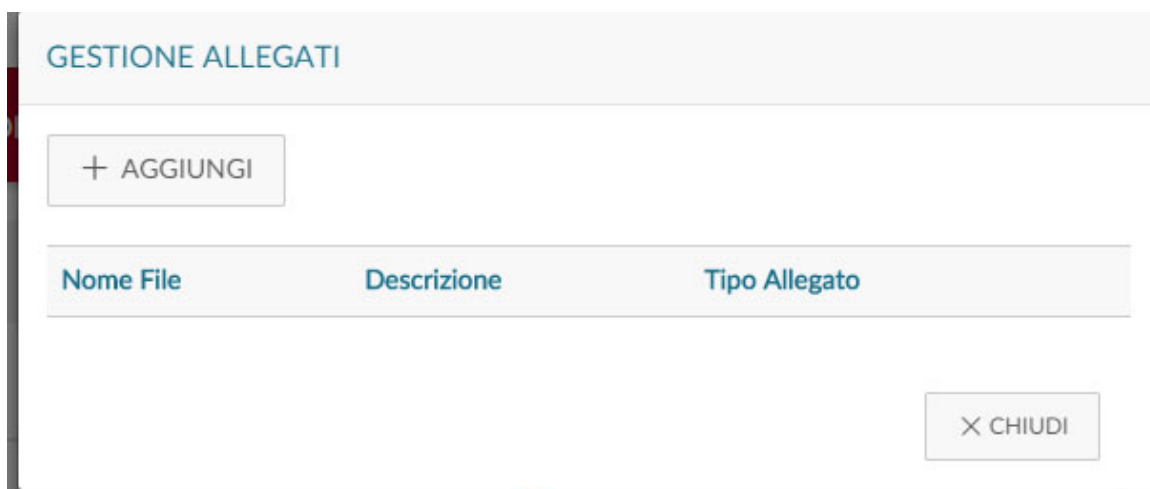 GESTIONE ALLEGATI
+ AGGIUNGI
Nome File Descrizione Tipo Allegato
× CHIUDI